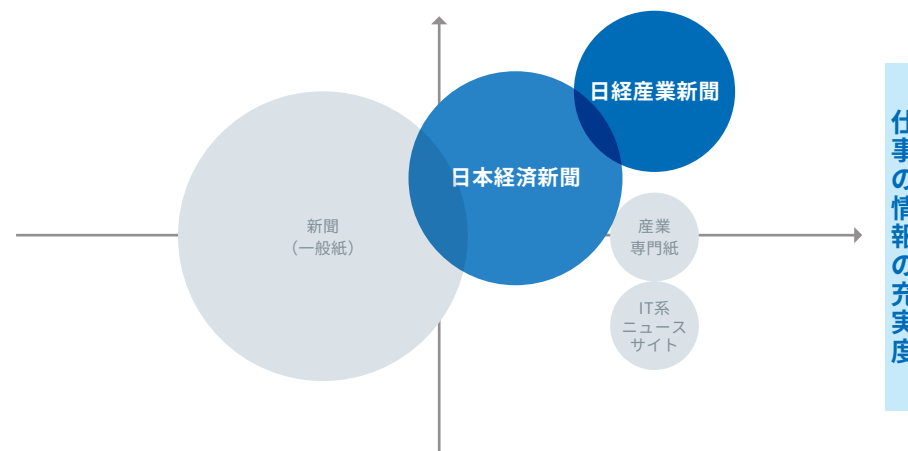 日経産業新聞
日本経済新聞
新聞
（一般紙）
産業
専門紙
IT系
ニュース
サイト
仕事の情報の充実度